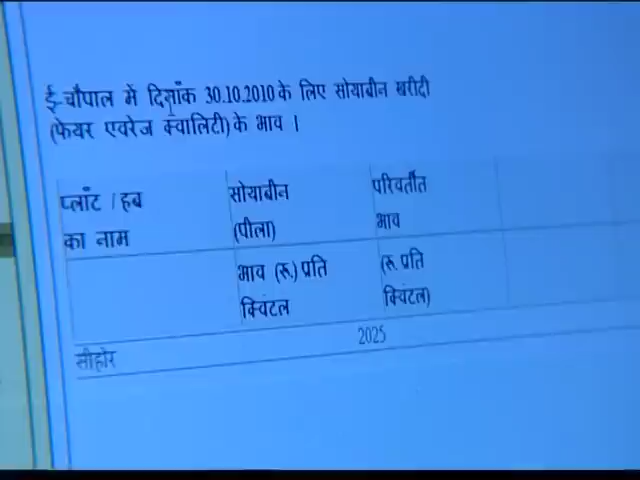 ई-चौपाल में दिनाँक 30.10.2010 के लिए सोयाबीन खरीदी
(फेयर एवरेज क्वालिटी) के भाव ।
प्लाँट / हब सोयाबीन परिवर्तीत
का नाम (पीला) भाव
भाव (रू.) प्रति (रू. प्रति
क्विंटल क्विंटल)
सीहोर 2025